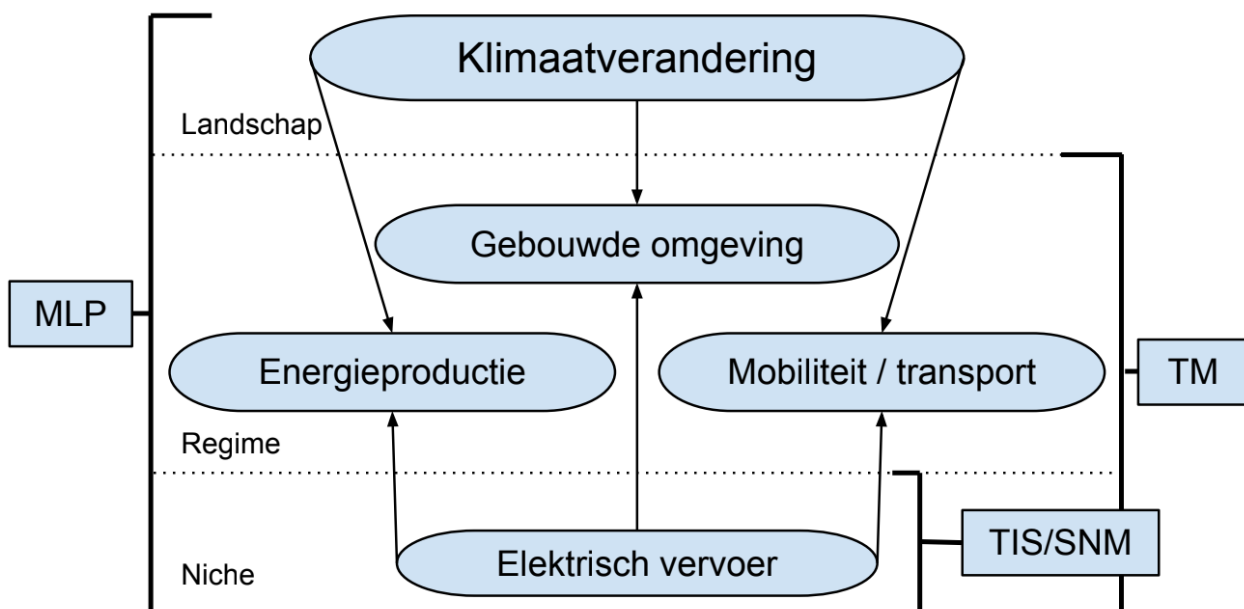 Klimaatverandering
Landschap
Gebouwde omgeving
MLP
Energieproductie
Mobiliteit / transport
TM
Regime
Elektrisch vervoer
TIS/SNM
Niche